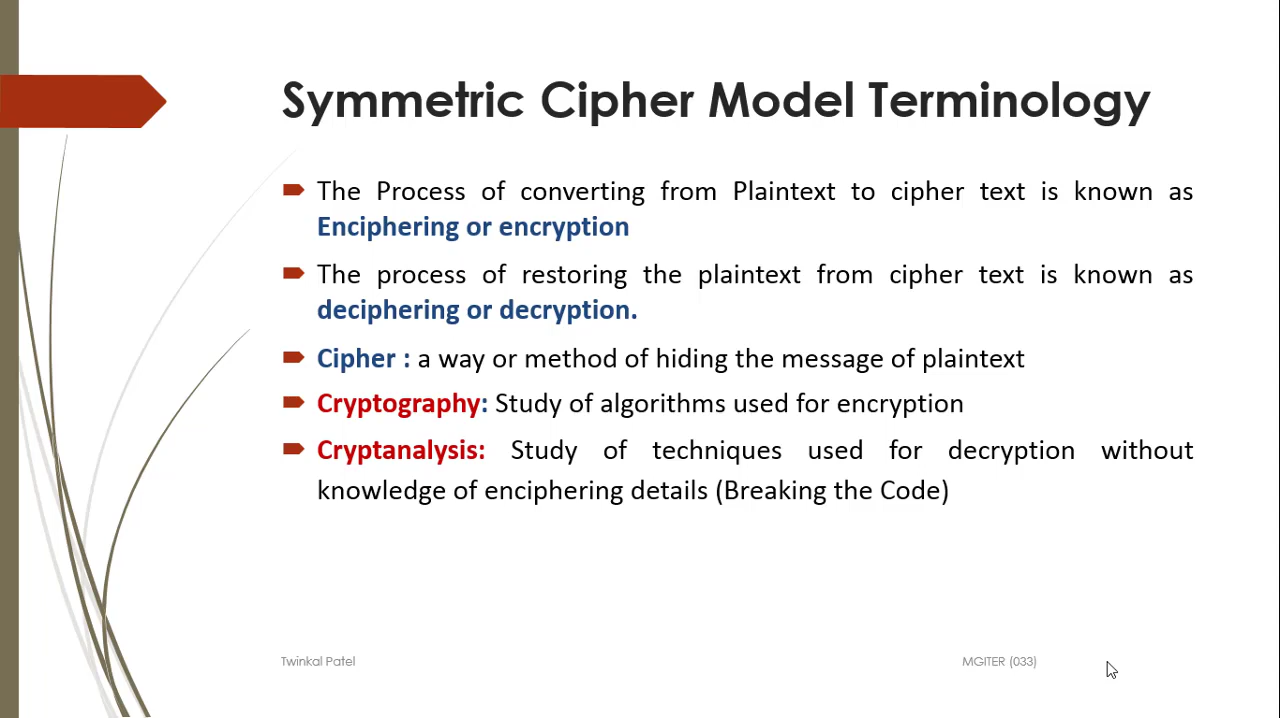 Symmetric Cipher Model Terminology
The Process of converting from Plaintext to cipher text is known as
Enciphering or encryption
The process of restoring the plaintext from cipher text is known as
deciphering or decryption.
Cipher : a way or method of hiding the message of plaintext
Cryptography: Study of algorithms used for encryption
Cryptanalysis: Study of techniques used for decryption without
knowledge of enciphering details (Breaking the Code)
Twinkal Patel
MGITER (033)